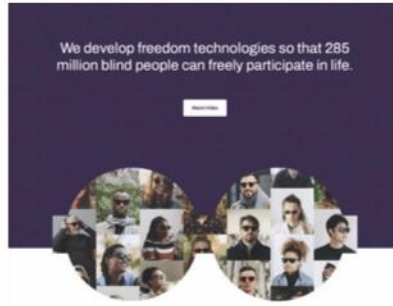 We develop freedom technologies so that 285
million blind people can freely participate in life.